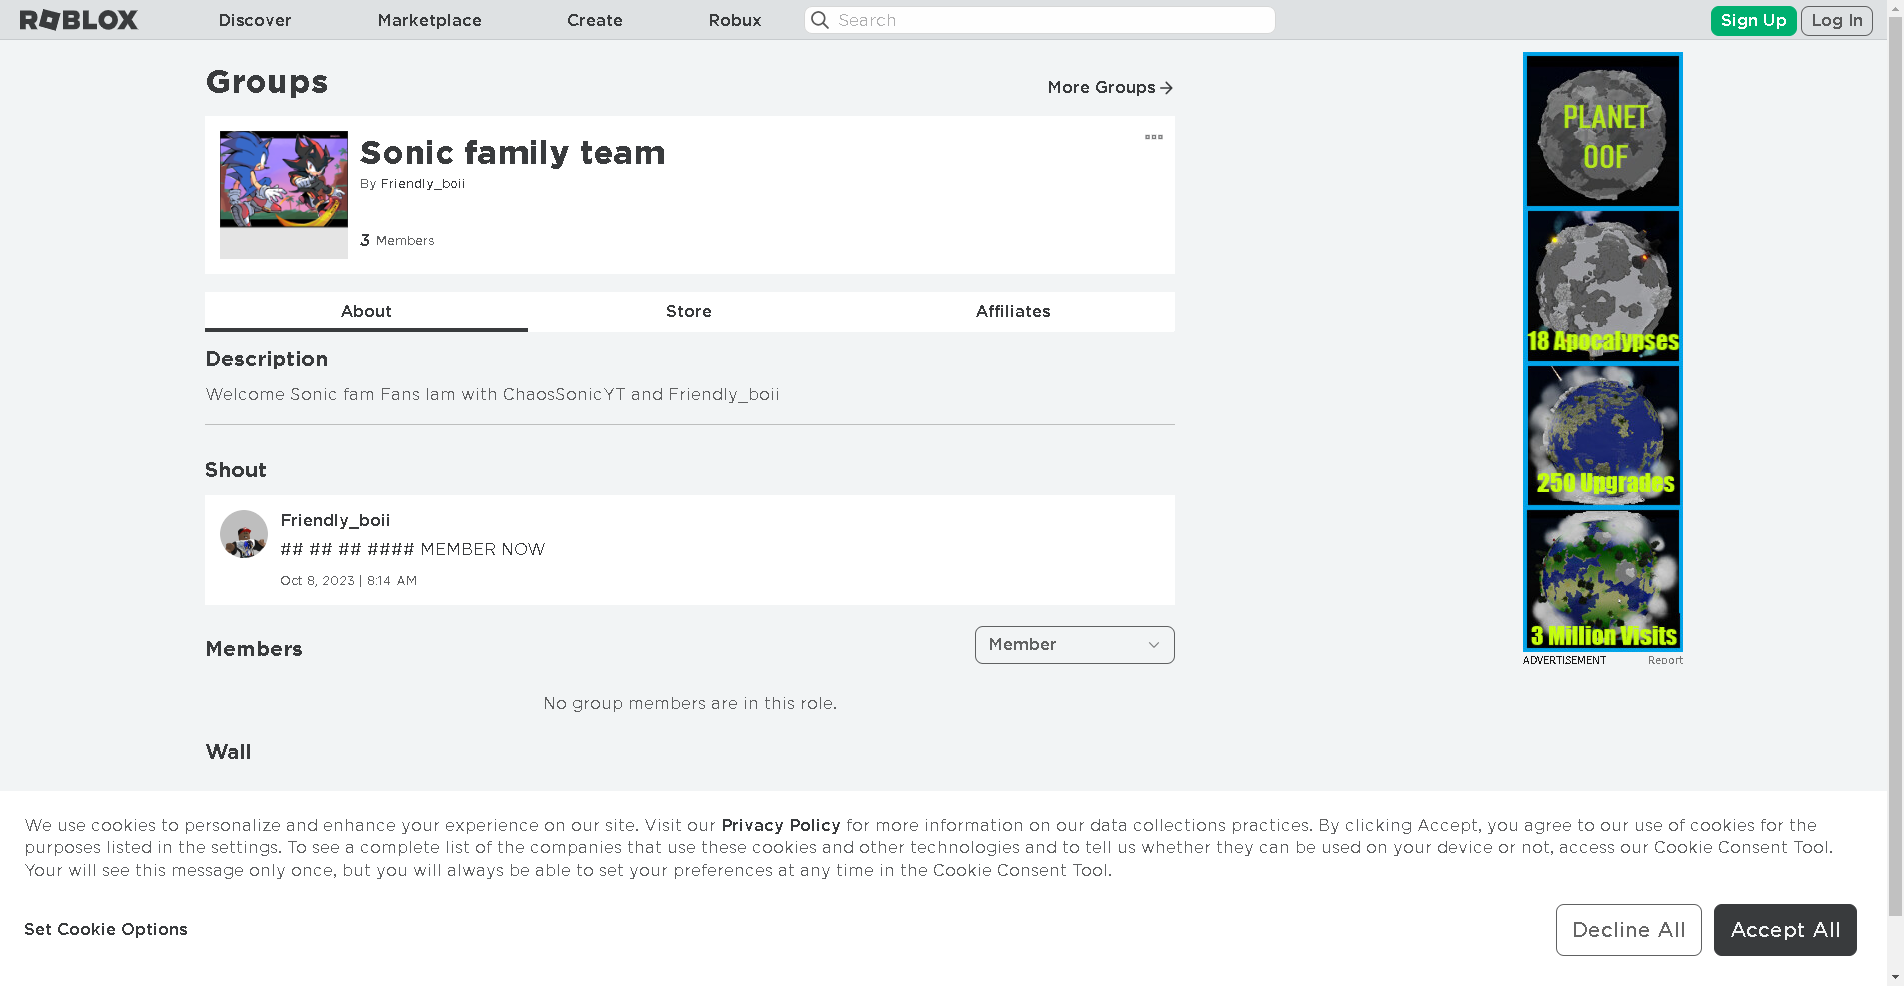 ROBLOX
Discover
Marketplace
Create
Robux
Search
Sign Up
Log In
Groups
More Groups
Sonic family team
By Friendly_boii
3 Members
About
Store
Affiliates
Description
Welcome Sonic fam Fans Iam with ChaosSonicYT and Friendly_boii
Shout
Friendly_boii
## ## ## #### MEMBER NOW
Oct 8, 2023 | 8:14 AM
Members
Member
No group members are in this role.
Wall
PLANET
OOF
18 Apocalypses
250 Upgrades
3 Million Visits
ADVERTISEMENT
Report
We use cookies to personalize and enhance your experience on our site. Visit our Privacy Policy for more information on our data collections practices. By clicking Accept, you agree to our use of cookies for the
purposes listed in the settings. To see a complete list of the companies that use these cookies and other technologies and to tell us whether they can be used on your device or not, access our Cookie Consent Tool.
Your will see this message only once, but you will always be able to set your preferences at any time in the Cookie Consent Tool.
Set Cookie Options
Decline All
Accept All